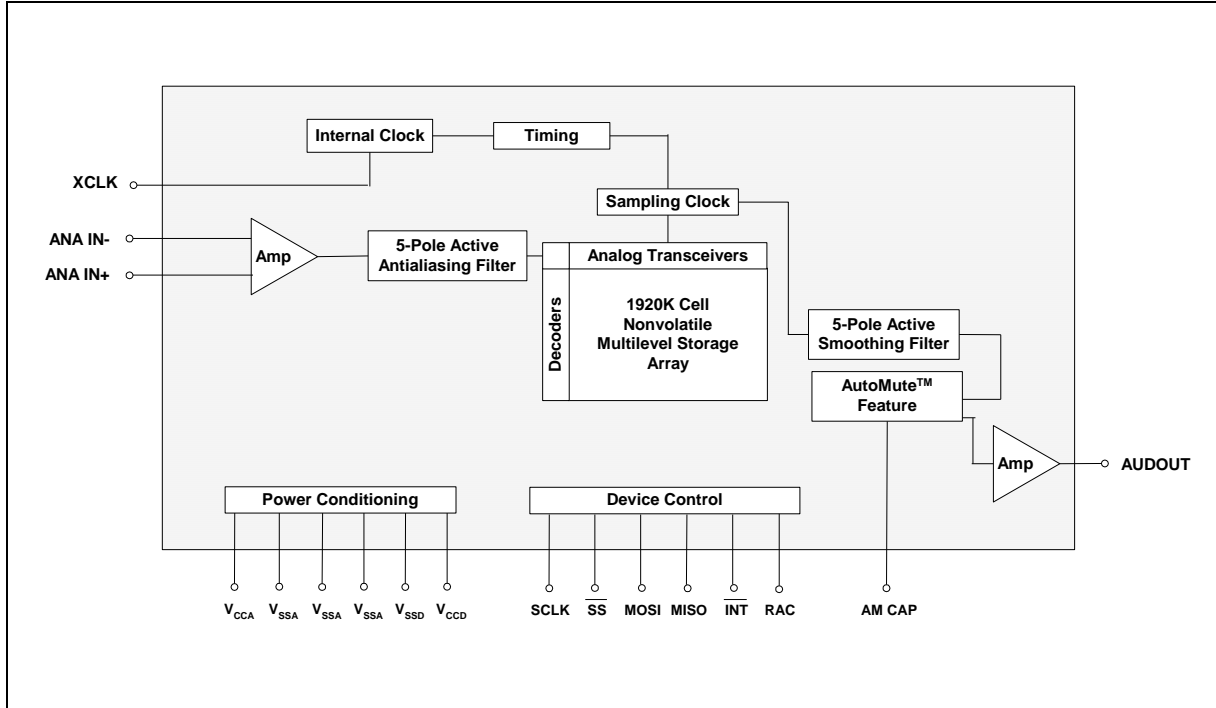 Internal Clock
Timing
XCLK
Sampling Clock
ANA IN-
ANA IN+
Amp
5-Pole Active
Antialiasing Filter
Analog Transceivers
Decoders
1920K Cell
Nonvolatile
Multilevel Storage
Array
5-Pole Active
Smoothing Filter
AutoMute™
Feature
Amp
AUDOUT
Power Conditioning
Device Control
VCCA
VSSA
VSSA
VSSA
VSSD
VCCD
SCLK
S̅S̅
MOSI
MISO
I̅N̅T̅
RAC
AM CAP